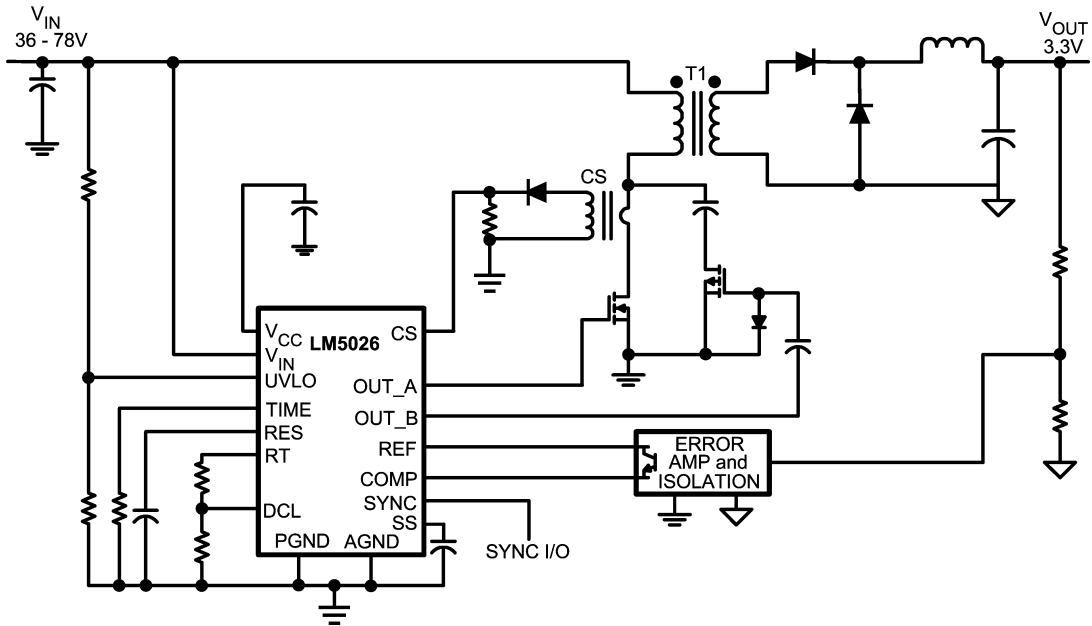 VIN
36 - 78V
VOUT
3.3V
T1
CS
VCC
LM5026
CS
VIN
UVLO
OUT_A
TIME
OUT_B
RES
REF
RT
COMP
DCL
SYNC
SS
PGND
AGND
ERROR
AMP and
ISOLATION
SYNC I/O